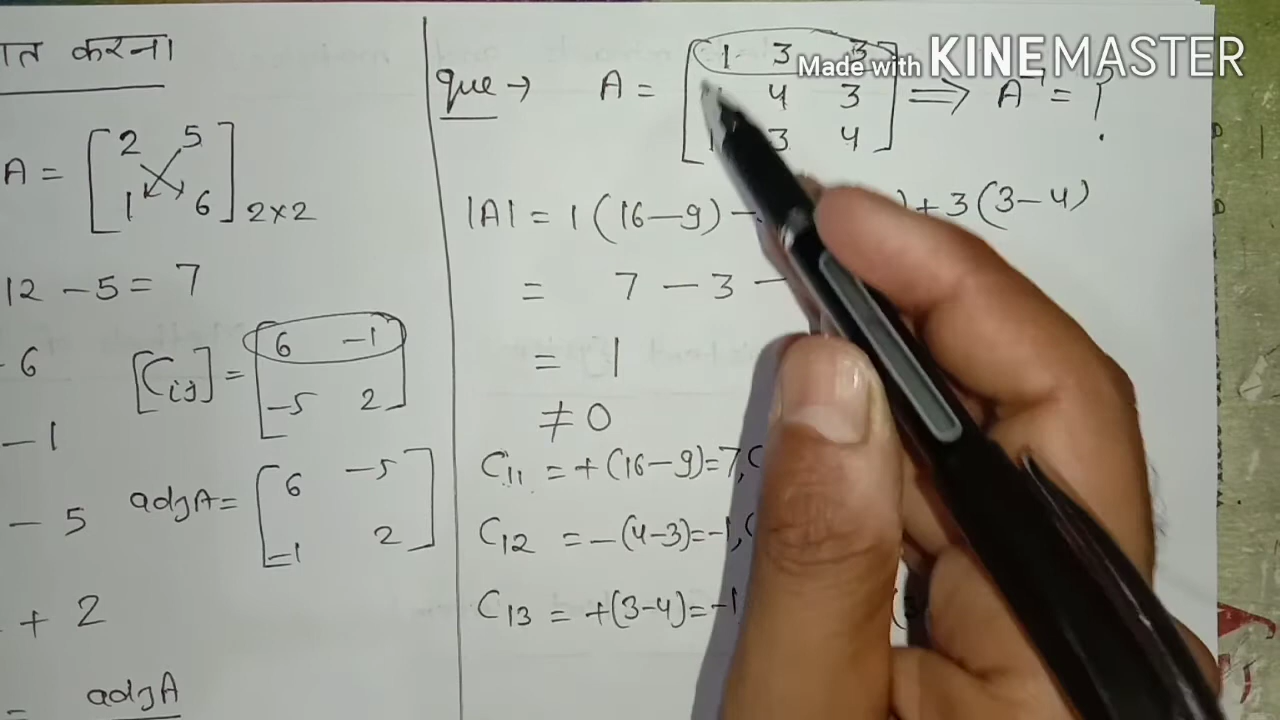 ात करना
A = [2 5
1 6] 2×2
12 - 5 = 7
- 6
[Cij] = [6 -1
-5 2]
- 1
adjA = [6 -5
-1 2]
- 5
+ 2
= adjA
Made with KINEMASTER
Que → A = [1 3 3
4 3
1 3 4] ⇒ A⁻¹ = ?
|A| = 1(16-9) - ) + 3(3-4)
= 7 - 3 -
= 1
≠ 0
C11 = +(16-9)=7, C
C12 = -(4-3)=-1, C
C13 = +(3-4)=-1 (3